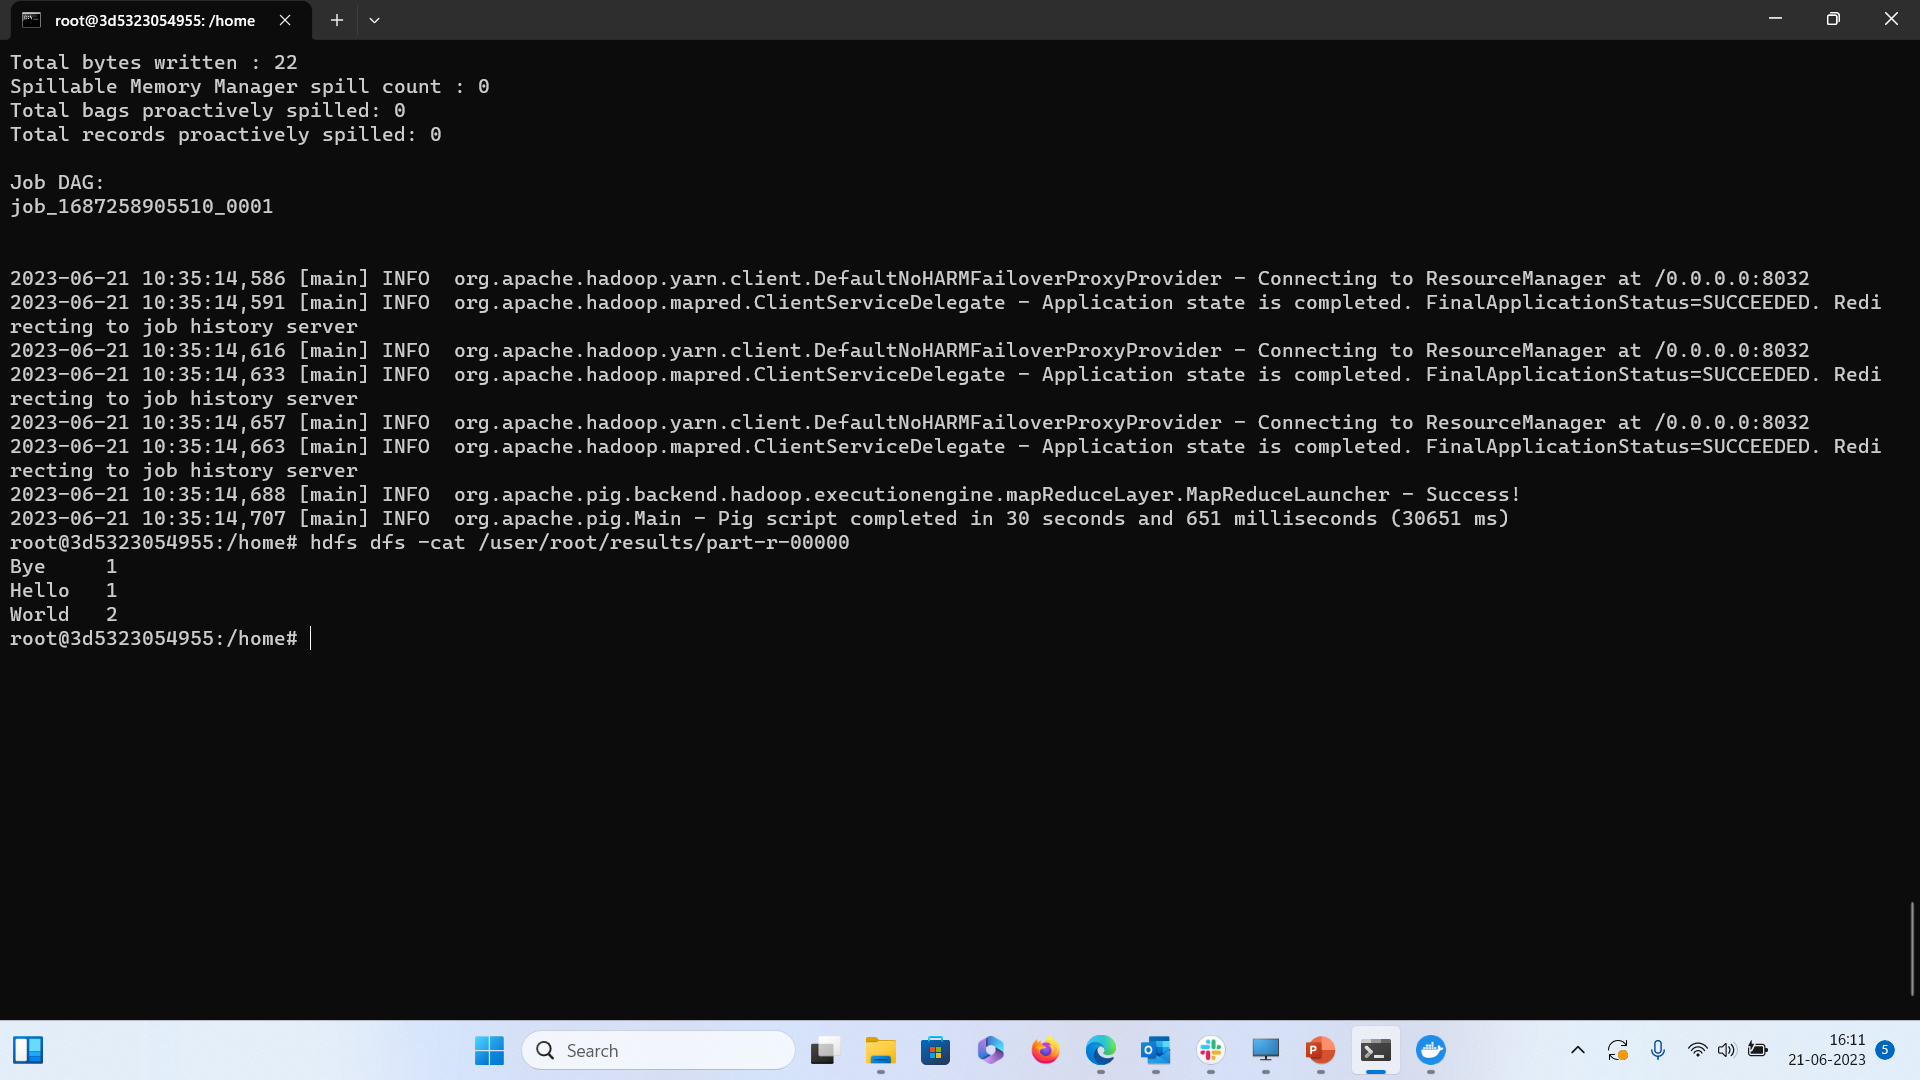 root@3d5323054955: /home
Total bytes written : 22
Spillable Memory Manager spill count : 0
Total bags proactively spilled: 0
Total records proactively spilled: 0
Job DAG:
job_1687258905510_0001
2023-06-21 10:35:14,586 [main] INFO  org.apache.hadoop.yarn.client.DefaultNoHARMFailoverProxyProvider - Connecting to ResourceManager at /0.0.0.0:8032
2023-06-21 10:35:14,591 [main] INFO  org.apache.hadoop.mapred.ClientServiceDelegate - Application state is completed. FinalApplicationStatus=SUCCEEDED. Redi
recting to job history server
2023-06-21 10:35:14,616 [main] INFO  org.apache.hadoop.yarn.client.DefaultNoHARMFailoverProxyProvider - Connecting to ResourceManager at /0.0.0.0:8032
2023-06-21 10:35:14,633 [main] INFO  org.apache.hadoop.mapred.ClientServiceDelegate - Application state is completed. FinalApplicationStatus=SUCCEEDED. Redi
recting to job history server
2023-06-21 10:35:14,657 [main] INFO  org.apache.hadoop.yarn.client.DefaultNoHARMFailoverProxyProvider - Connecting to ResourceManager at /0.0.0.0:8032
2023-06-21 10:35:14,663 [main] INFO  org.apache.hadoop.mapred.ClientServiceDelegate - Application state is completed. FinalApplicationStatus=SUCCEEDED. Redi
recting to job history server
2023-06-21 10:35:14,688 [main] INFO  org.apache.pig.backend.hadoop.executionengine.mapReduceLayer.MapReduceLauncher - Success!
2023-06-21 10:35:14,707 [main] INFO  org.apache.pig.Main - Pig script completed in 30 seconds and 651 milliseconds (30651 ms)
root@3d5323054955:/home# hdfs dfs -cat /user/root/results/part-r-00000
Bye     1
Hello   1
World   2
root@3d5323054955:/home#
Search
16:11
21-06-2023
5